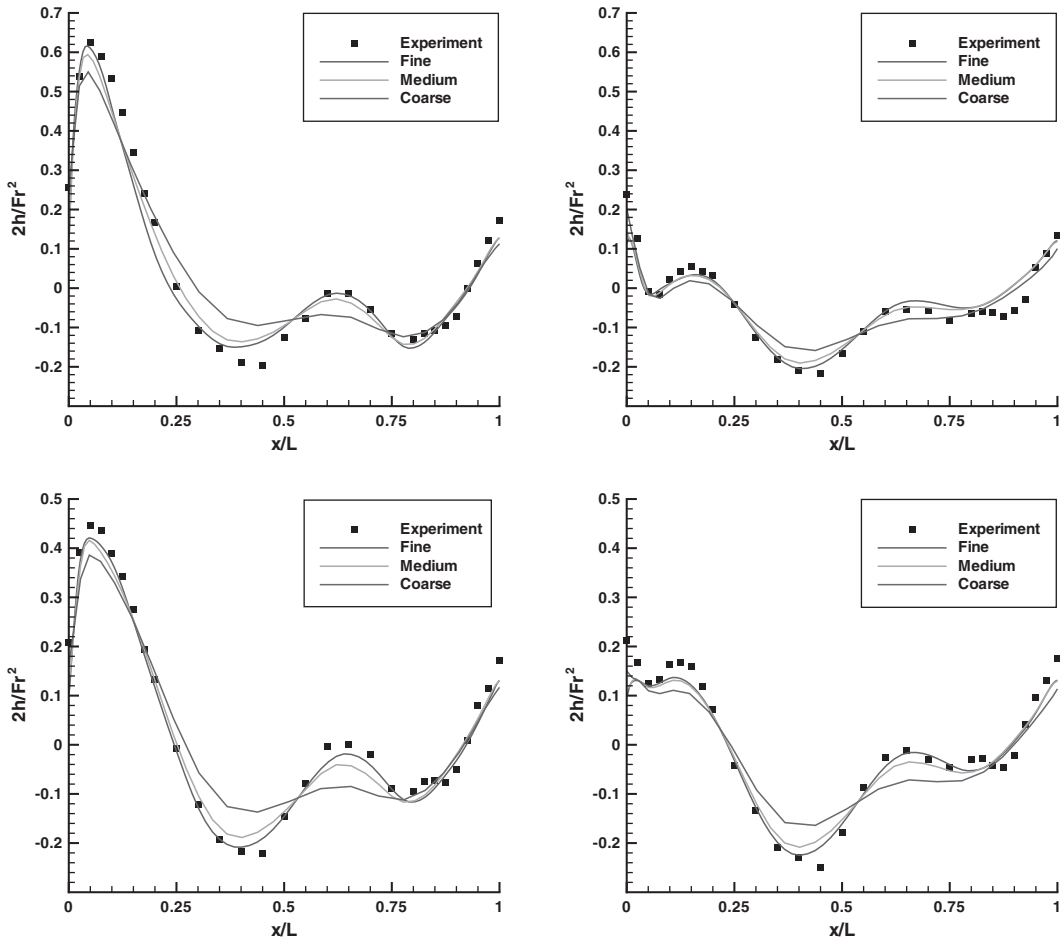 0.7
0.6
0.5
0.4
0.3
0.2
0.1
0
-0.1
-0.2
2h/Fr²
0
0.25
0.5
0.75
1
x/L
Experiment
Fine
Medium
Coarse
0.7
0.6
0.5
0.4
0.3
0.2
0.1
0
-0.1
-0.2
2h/Fr²
0
0.25
0.5
0.75
1
x/L
Experiment
Fine
Medium
Coarse
0.5
0.4
0.3
0.2
0.1
0
-0.1
-0.2
2h/Fr²
0
0.25
0.5
0.75
1
x/L
Experiment
Fine
Medium
Coarse
0.5
0.4
0.3
0.2
0.1
0
-0.1
-0.2
2h/Fr²
0
0.25
0.5
0.75
1
x/L
Experiment
Fine
Medium
Coarse